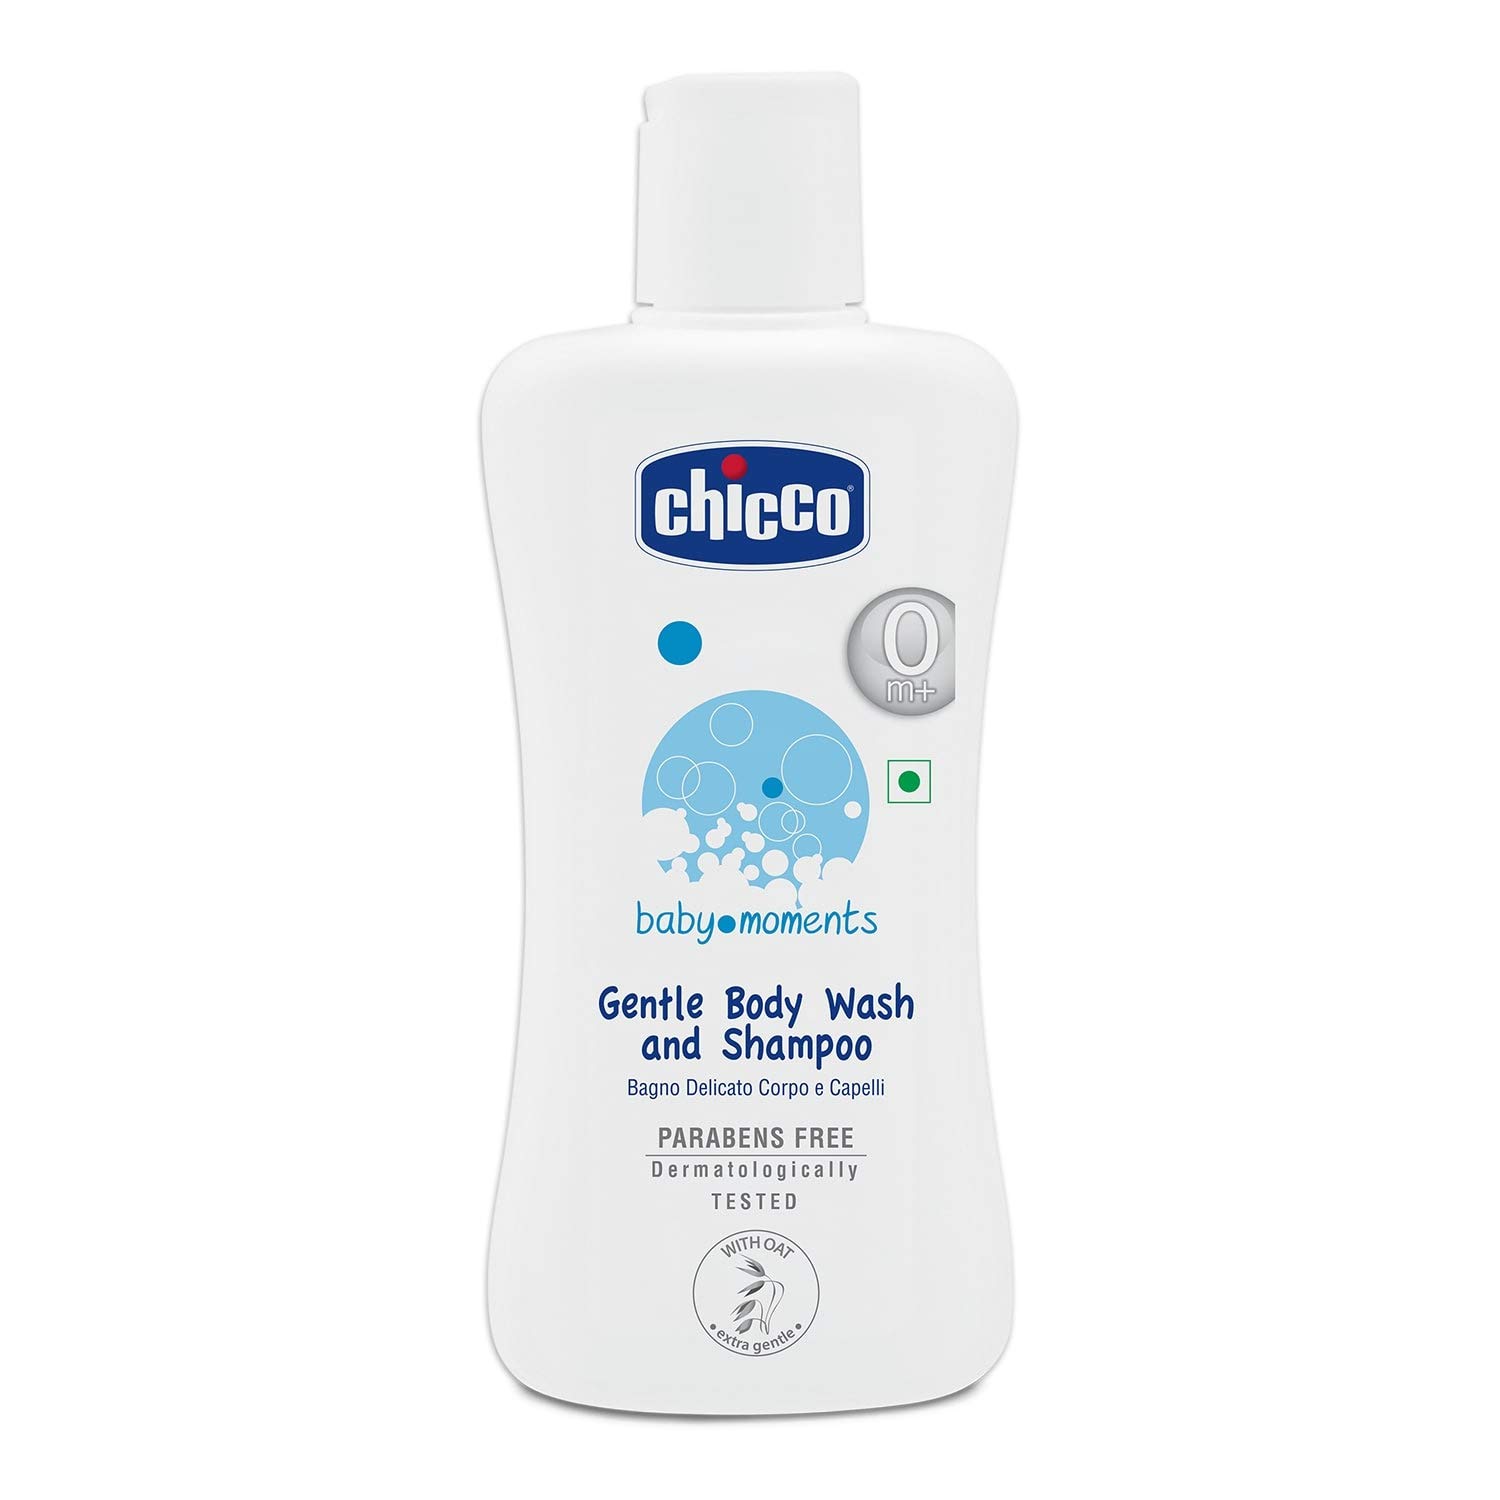 chicco®
0
m+
baby moments
Gentle Body Wash
and Shampoo
Bagno Delicato Corpo e Capelli
PARABENS FREE
Dermatologically
TESTED
WITH OAT
• extra gentle •